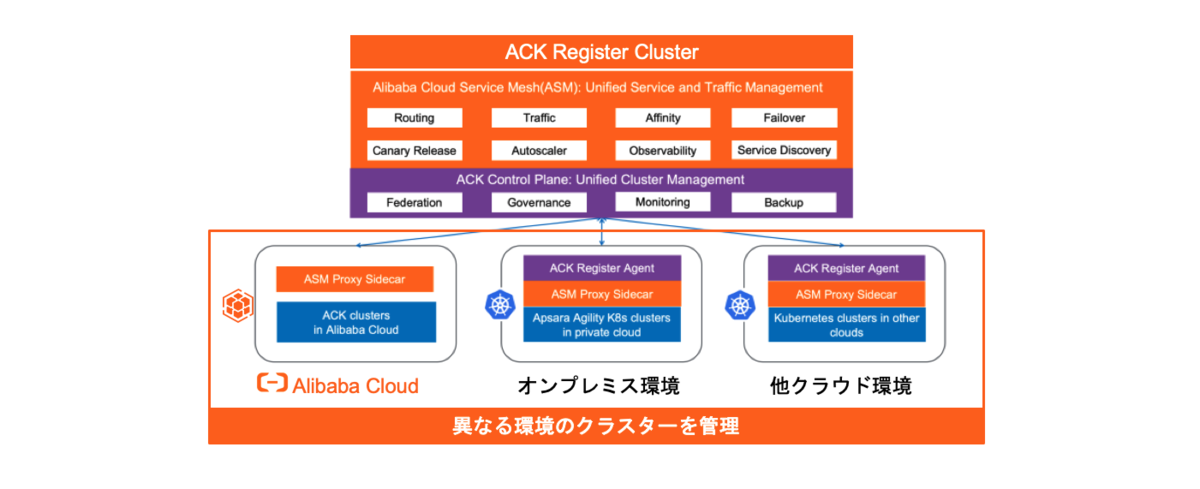 ACK Register Cluster
Alibaba Cloud Service Mesh(ASM): Unified Service and Traffic Management
Routing
Traffic
Affinity
Failover
Canary Release
Autoscaler
Observability
Service Discovery
ACK Control Plane: Unified Cluster Management
Federation
Governance
Monitoring
Backup
ASM Proxy Sidecar
ACK clusters
in Alibaba Cloud
Alibaba Cloud
ACK Register Agent
ASM Proxy Sidecar
Apsara Agility K8s clusters
in private cloud
オンプレミス環境
ACK Register Agent
ASM Proxy Sidecar
Kubernetes clusters in other
clouds
他クラウド環境
異なる環境のクラスターを管理